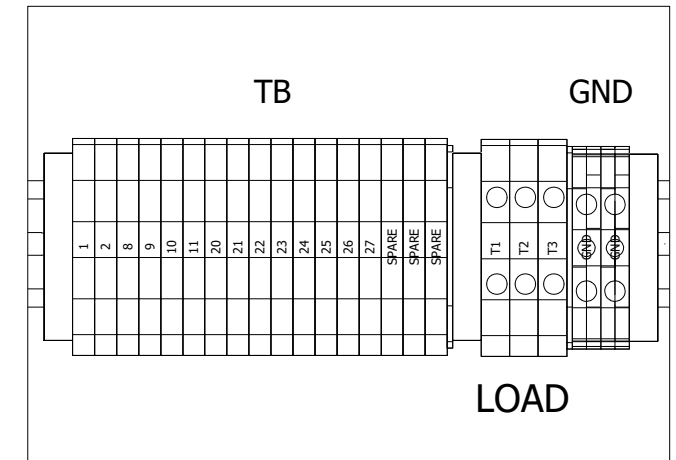 TB
GND
1
2
8
9
10
11
20
21
22
23
24
25
26
27
SPARE
SPARE
SPARE
T1
T2
T3
GND
GND
LOAD